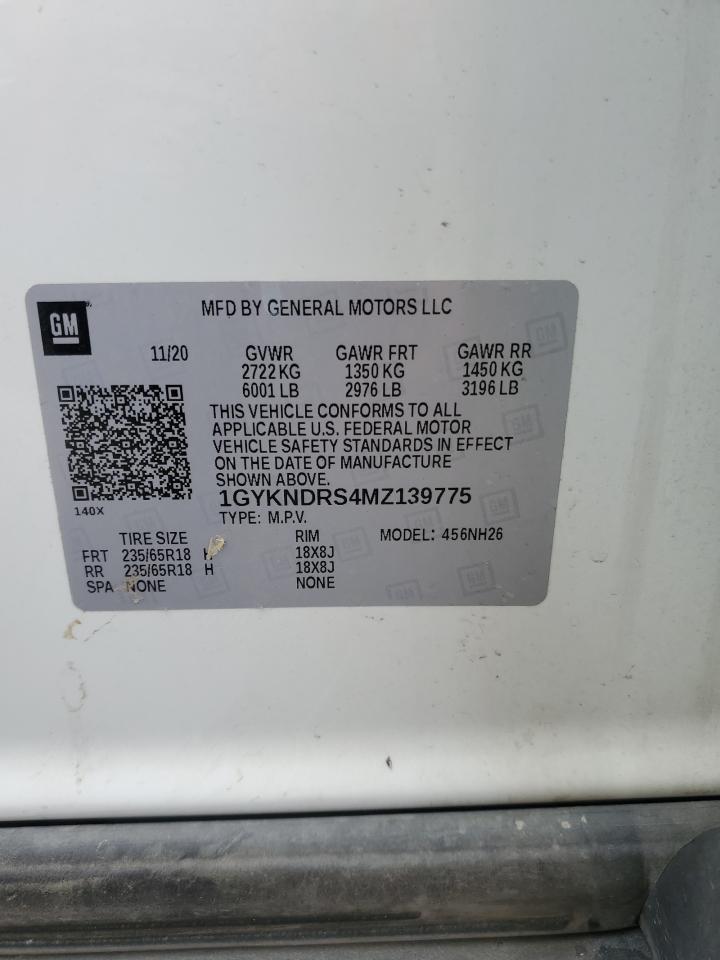 GM
MFD BY GENERAL MOTORS LLC
11/20 GVWR GAWR FRT GAWR RR
2722 KG 1350 KG 1450 KG
6001 LB 2976 LB 3196 LB
THIS VEHICLE CONFORMS TO ALL
APPLICABLE U.S. FEDERAL MOTOR
VEHICLE SAFETY STANDARDS IN EFFECT
ON THE DATE OF MANUFACTURE
SHOWN ABOVE.
140X
1GYKNDRS4MZ139775
TYPE: M.P.V.
TIRE SIZE RIM MODEL: 456NH26
FRT 235/65R18 H 18X8J
RR 235/65R18 H 18X8J
SPA NONE NONE